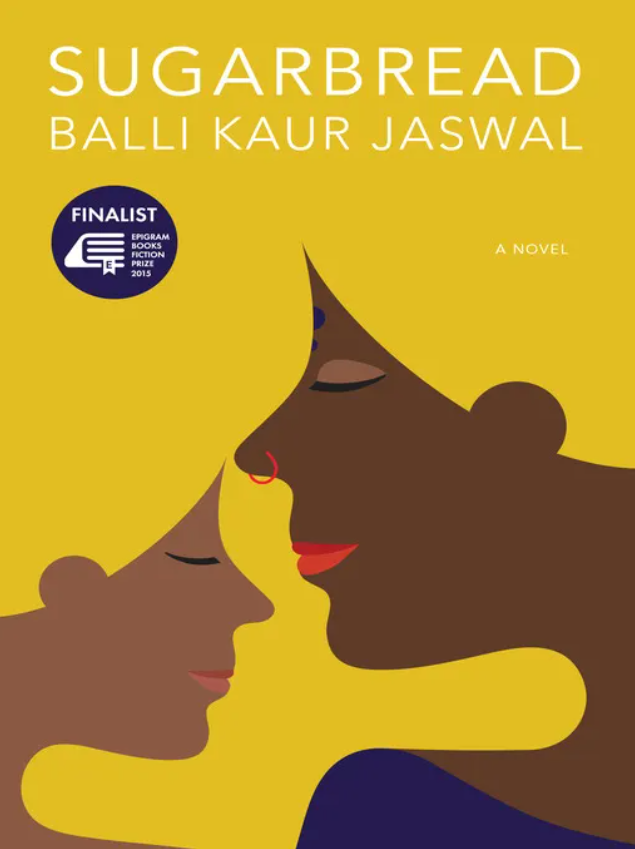 SUGARBREAD
BALLI KAUR JASWAL
FINALIST
EPIGRAM
BOOKS
FICTION
PRIZE
2015
E
A NOVEL